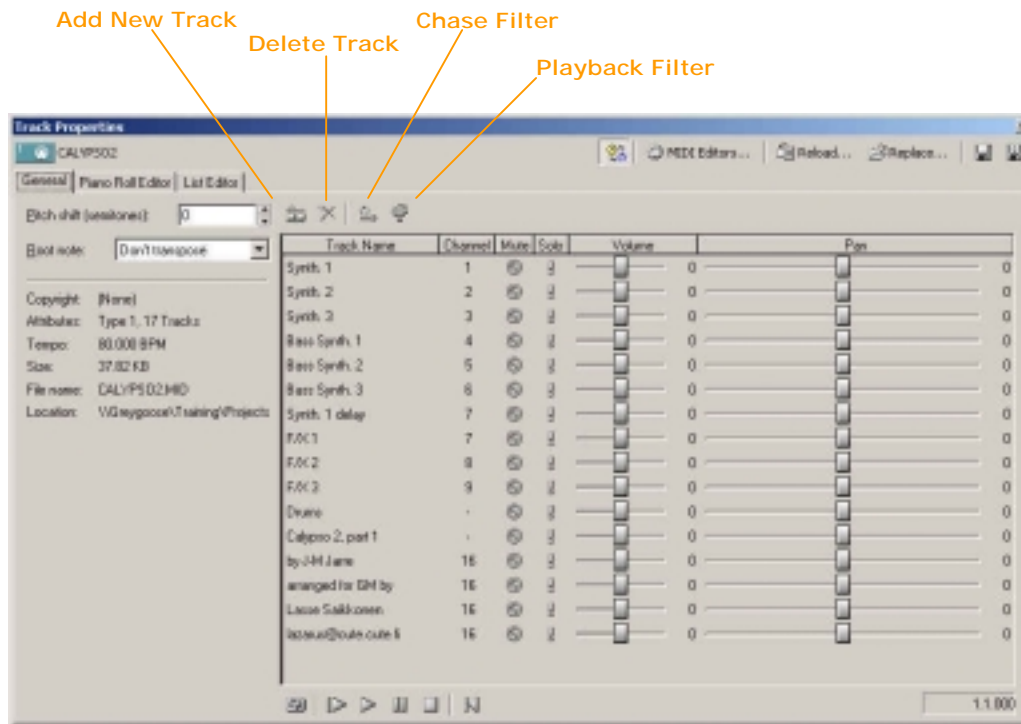 Add New Track
Chase Filter
Delete Track
Playback Filter
Track Properties
CALYPSO2
MIDI Editors...
Reload...
Replace...
General
Piano Roll Editor
List Editor
Pitch shift (semitones): 0
Root note: Don't transpose
Copyright: (None)
Attributes: Type 1, 17 Tracks
Tempo: 80.000 BPM
Size: 37.82 KB
File name: CALYPSO2.MID
Location: \\Greygoose\Training\Projects
Track Name Channel Mute Solo Volume Pan
Synth. 1 1 0 0
Synth. 2 2 0 0
Synth. 3 3 0 0
Bass Synth. 1 4 0 0
Bass Synth. 2 5 0 0
Bass Synth. 3 6 0 0
Synth. 1 delay 7 0 0
F/X 1 7 0 0
F/X 2 8 0 0
F/X 3 9 0 0
Drums - 0 0
Calypso 2, part 1 - 0 0
by J-M Jarre 16 0 0
arranged for GM by 16 0 0
Lasse Saikkonen 16 0 0
16 0 0
1.1.000